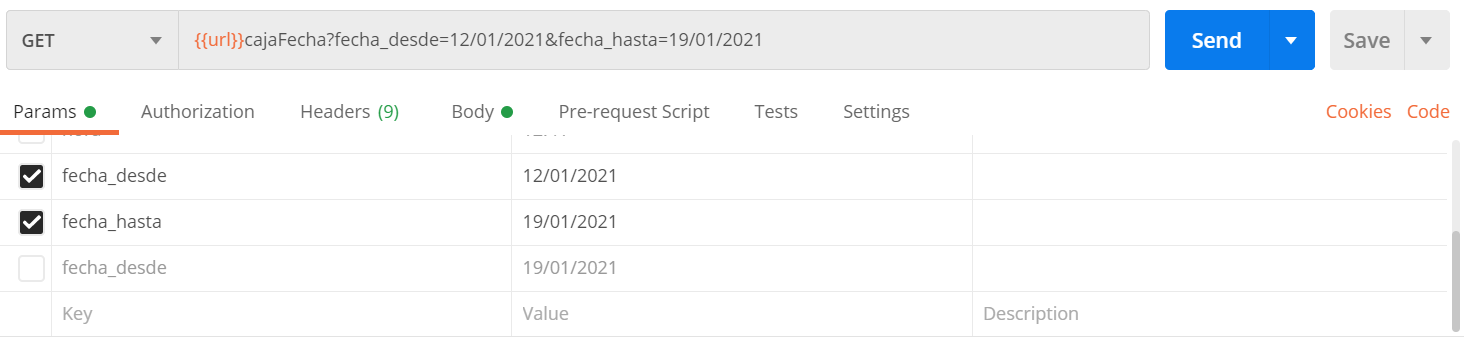 GET {{url}}cajaFecha?fecha_desde=12/01/2021&fecha_hasta=19/01/2021 Send Save
Params Authorization Headers (9) Body Pre-request Script Tests Settings Cookies Code
fecha_desde 12/01/2021
fecha_hasta 19/01/2021
fecha_desde 19/01/2021
Key Value Description